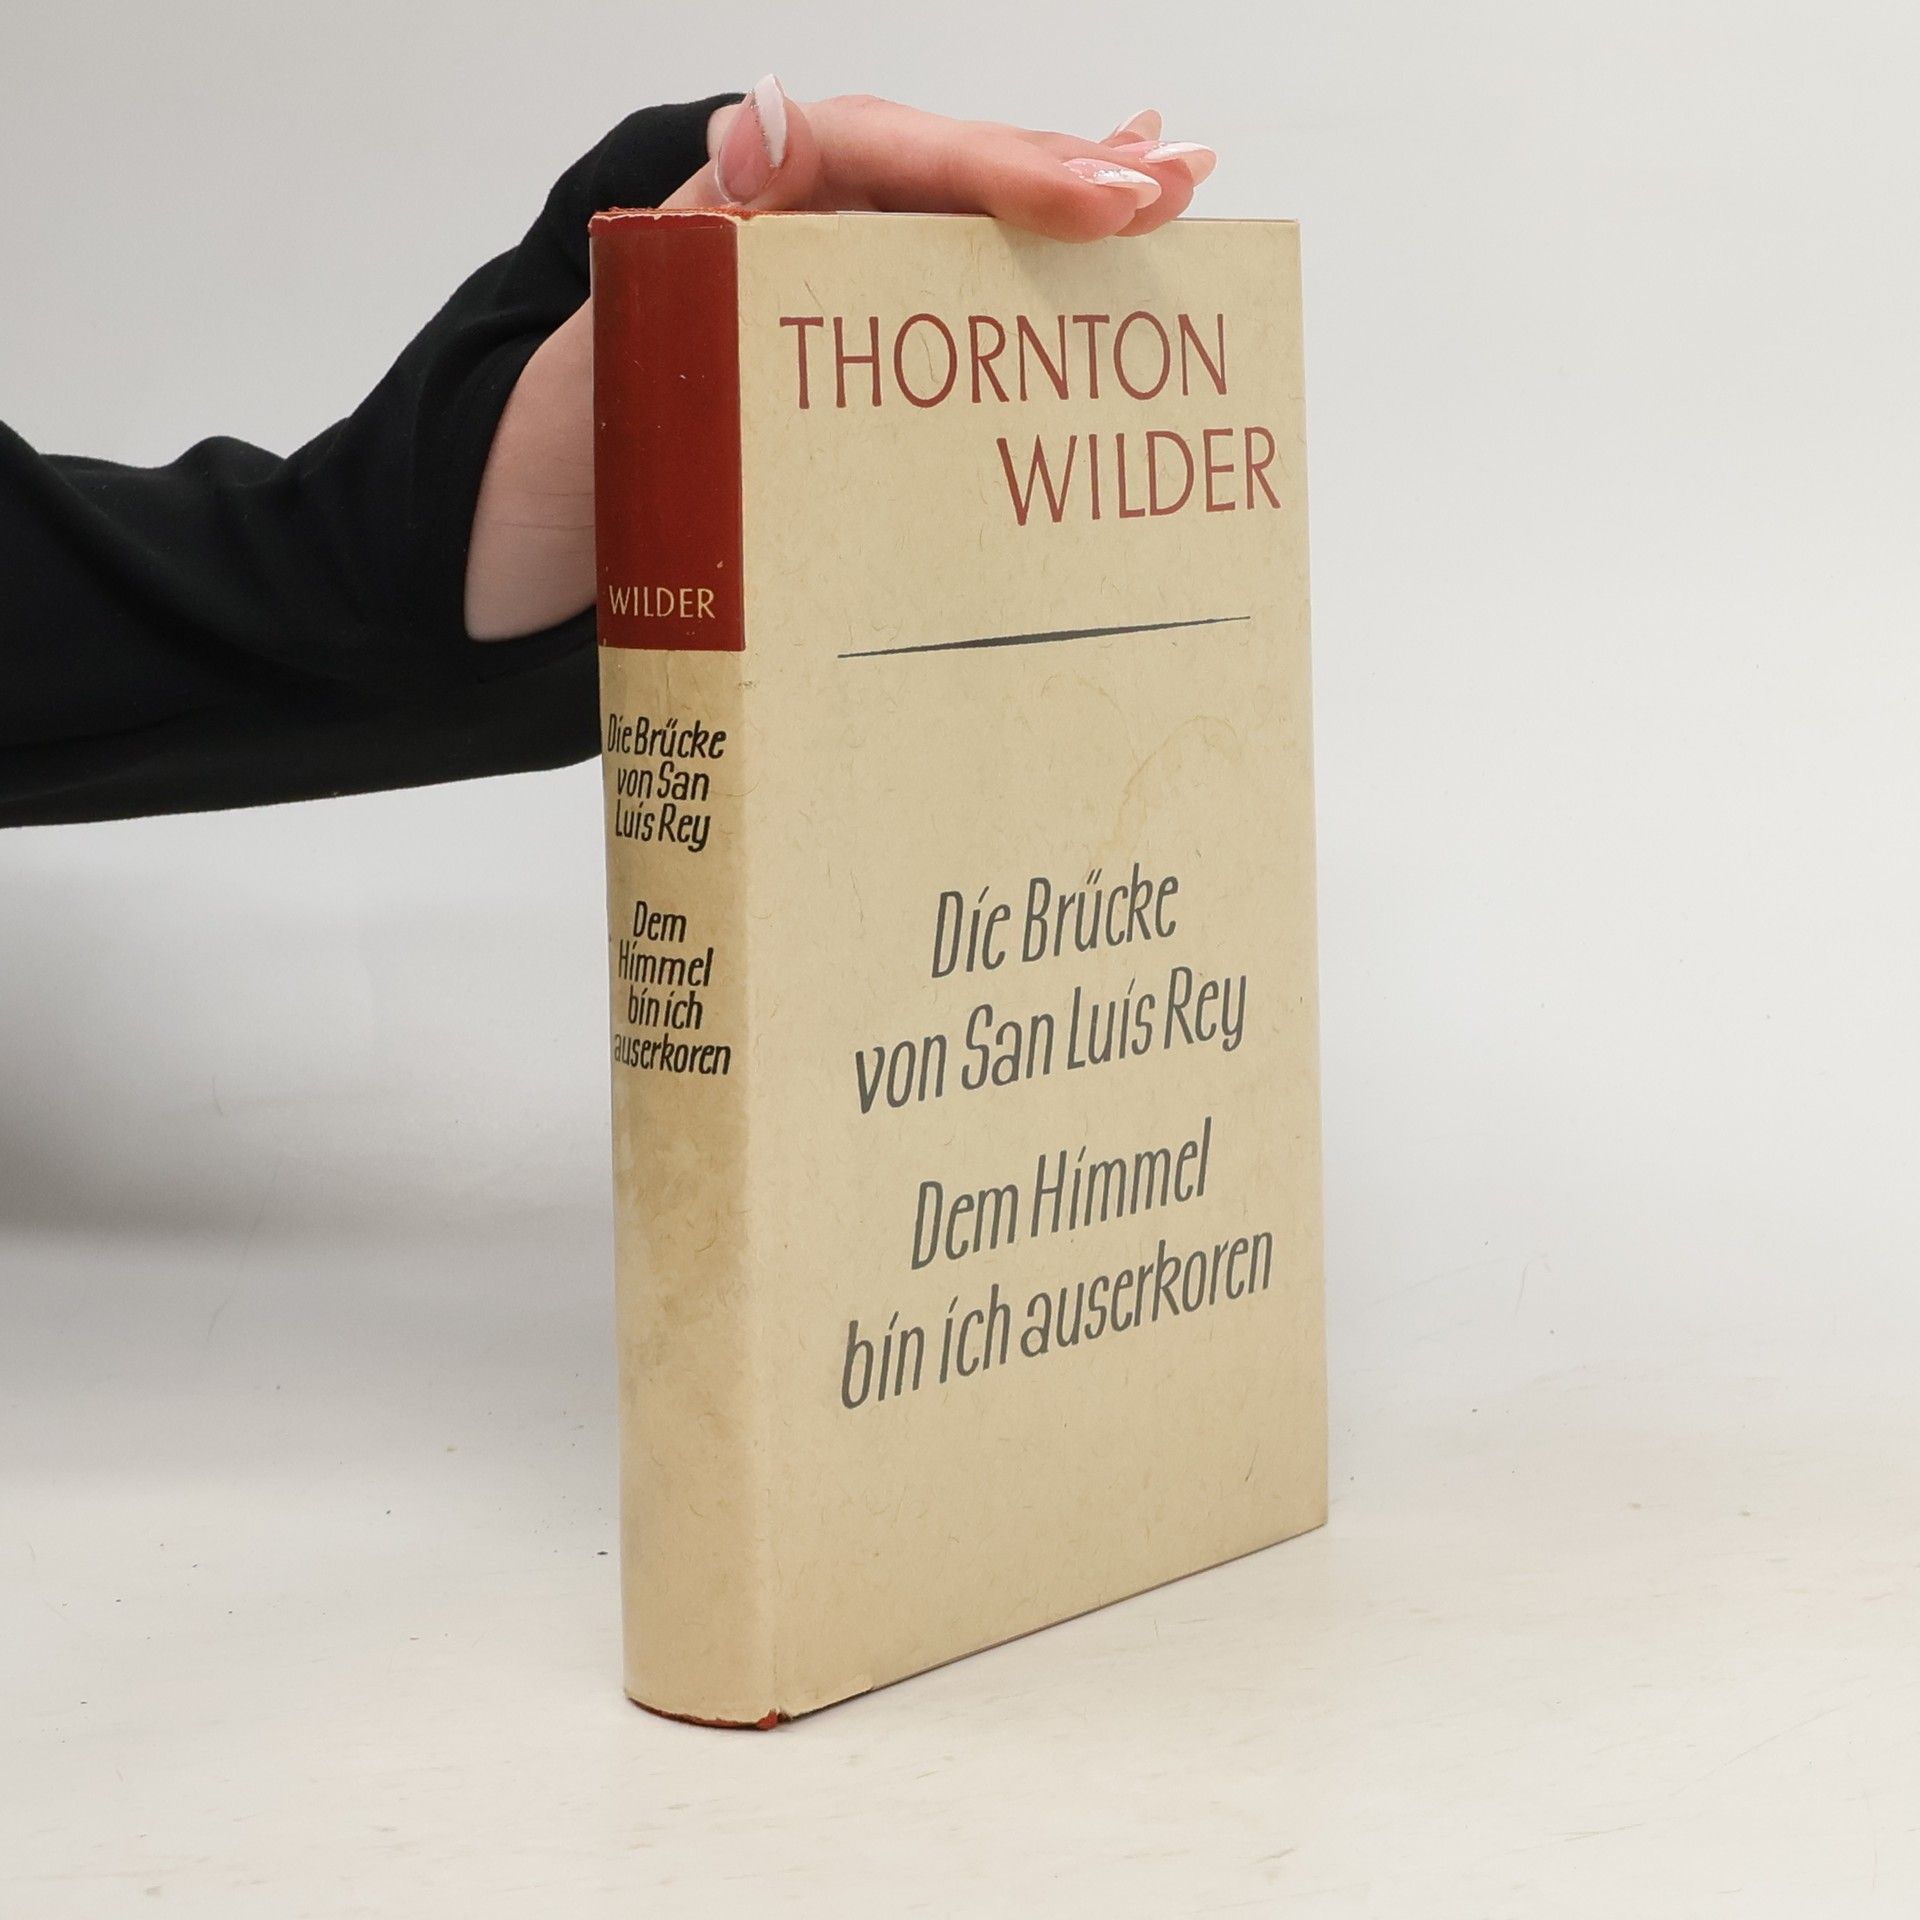 THORNTON
WILDER
Die Brücke
von San Luis Rey
Dem Himmel
bin ich auserkoren
WILDER
Die Brücke
von San
Luis Rey
Dem
Himmel
bin ich
auserkoren